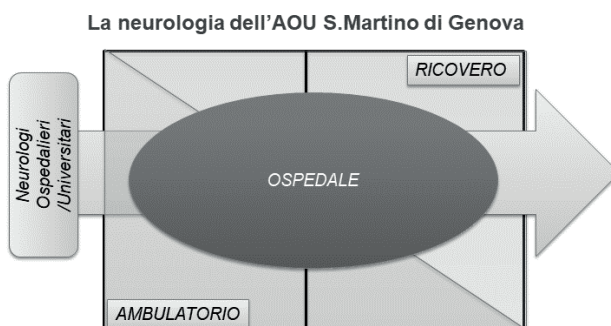 La neurologia dell'AOU S.Martino di Genova
RICOVERO
Neurologi
Ospedalieri
/Universitari
OSPEDALE
AMBULATORIO